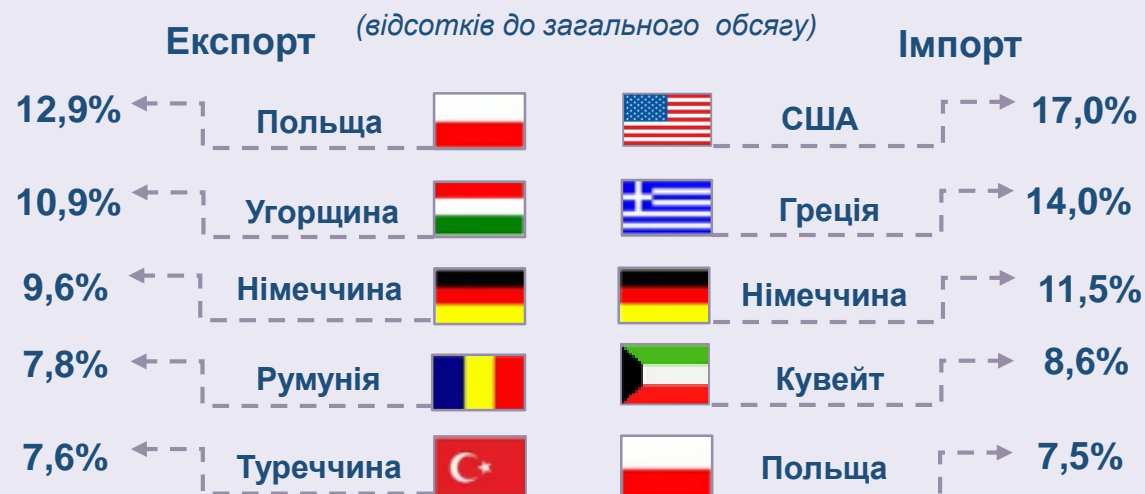 (відсотків до загального обсягу)
Експорт
Імпорт
12,9%
Польща
США
17,0%
10,9%
Угорщина
Греція
14,0%
9,6%
Німеччина
Німеччина
11,5%
7,8%
Румунія
Кувейт
8,6%
7,6%
Туреччина
Польща
7,5%